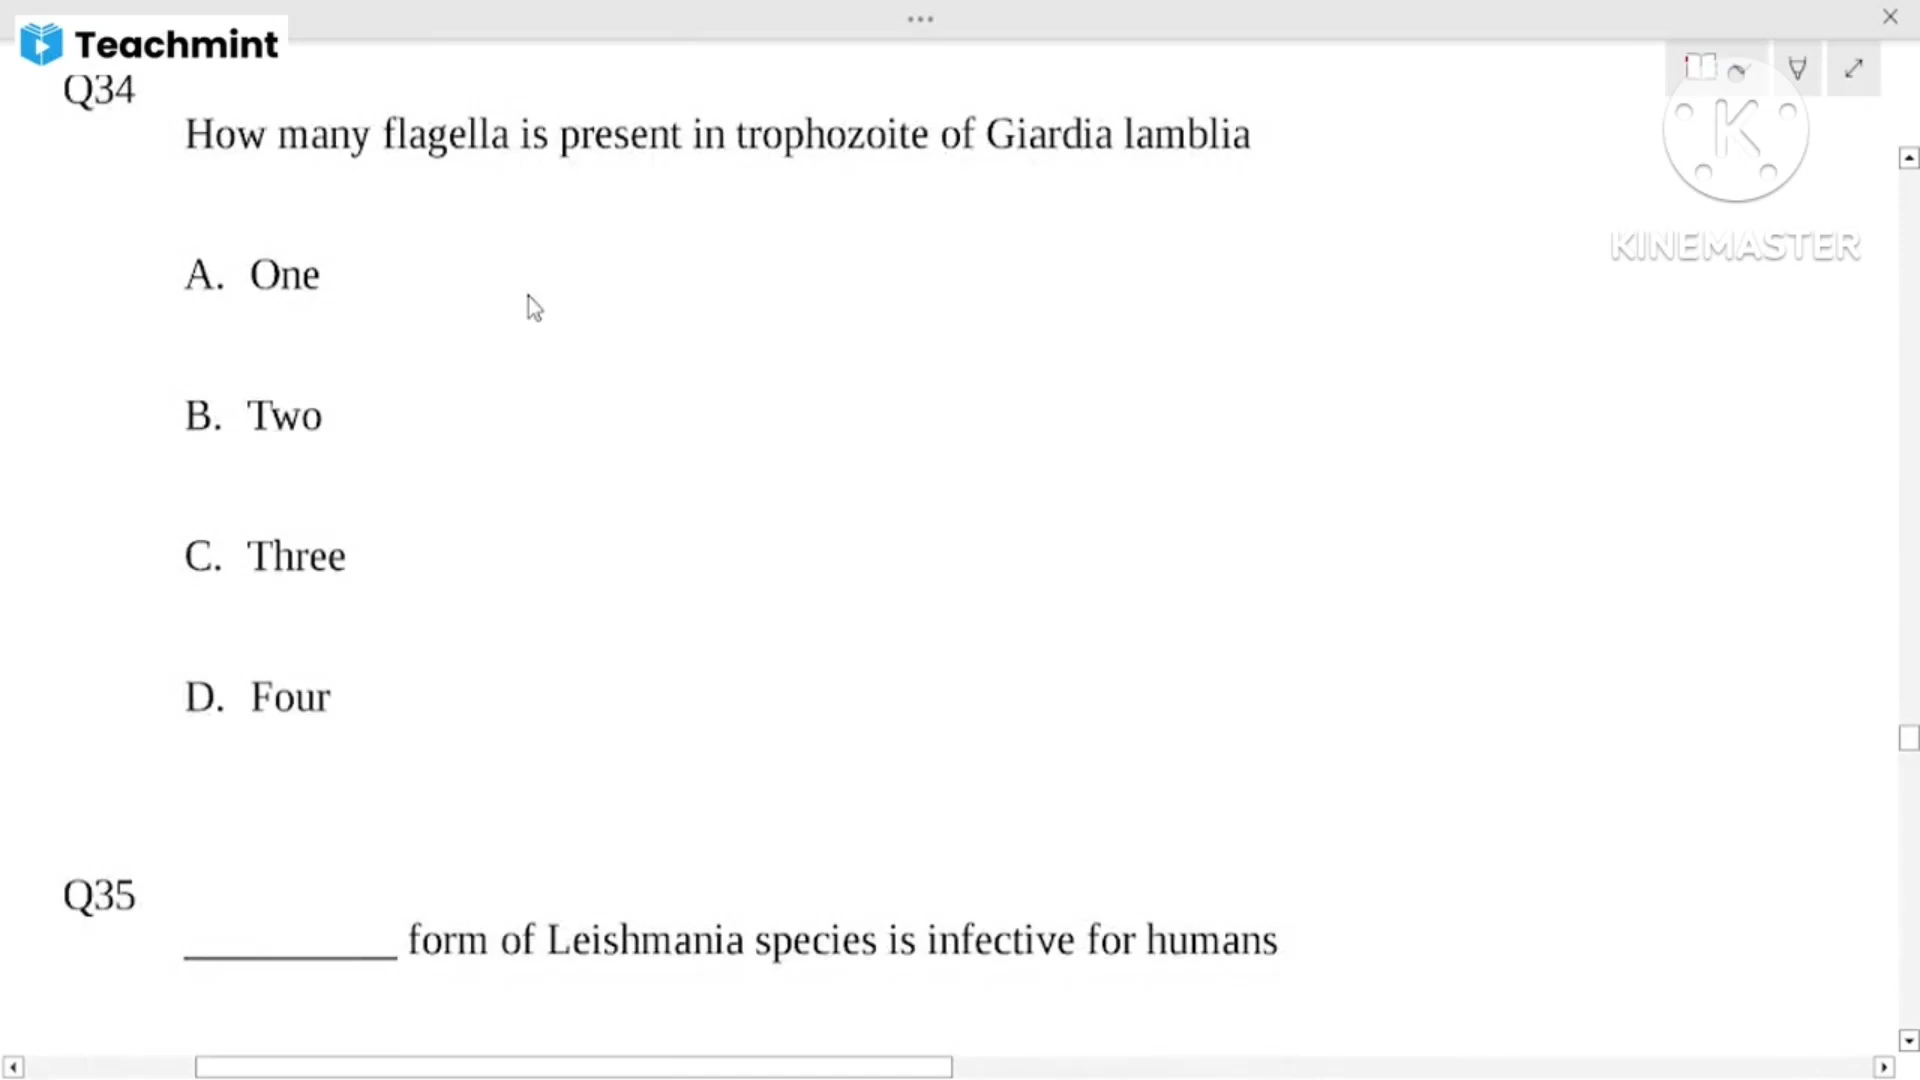 Teachmint
Q34
How many flagella is present in trophozoite of Giardia lamblia
KINEMASTER
A. One
B. Two
C. Three
D. Four
Q35
__________ form of Leishmania species is infective for humans